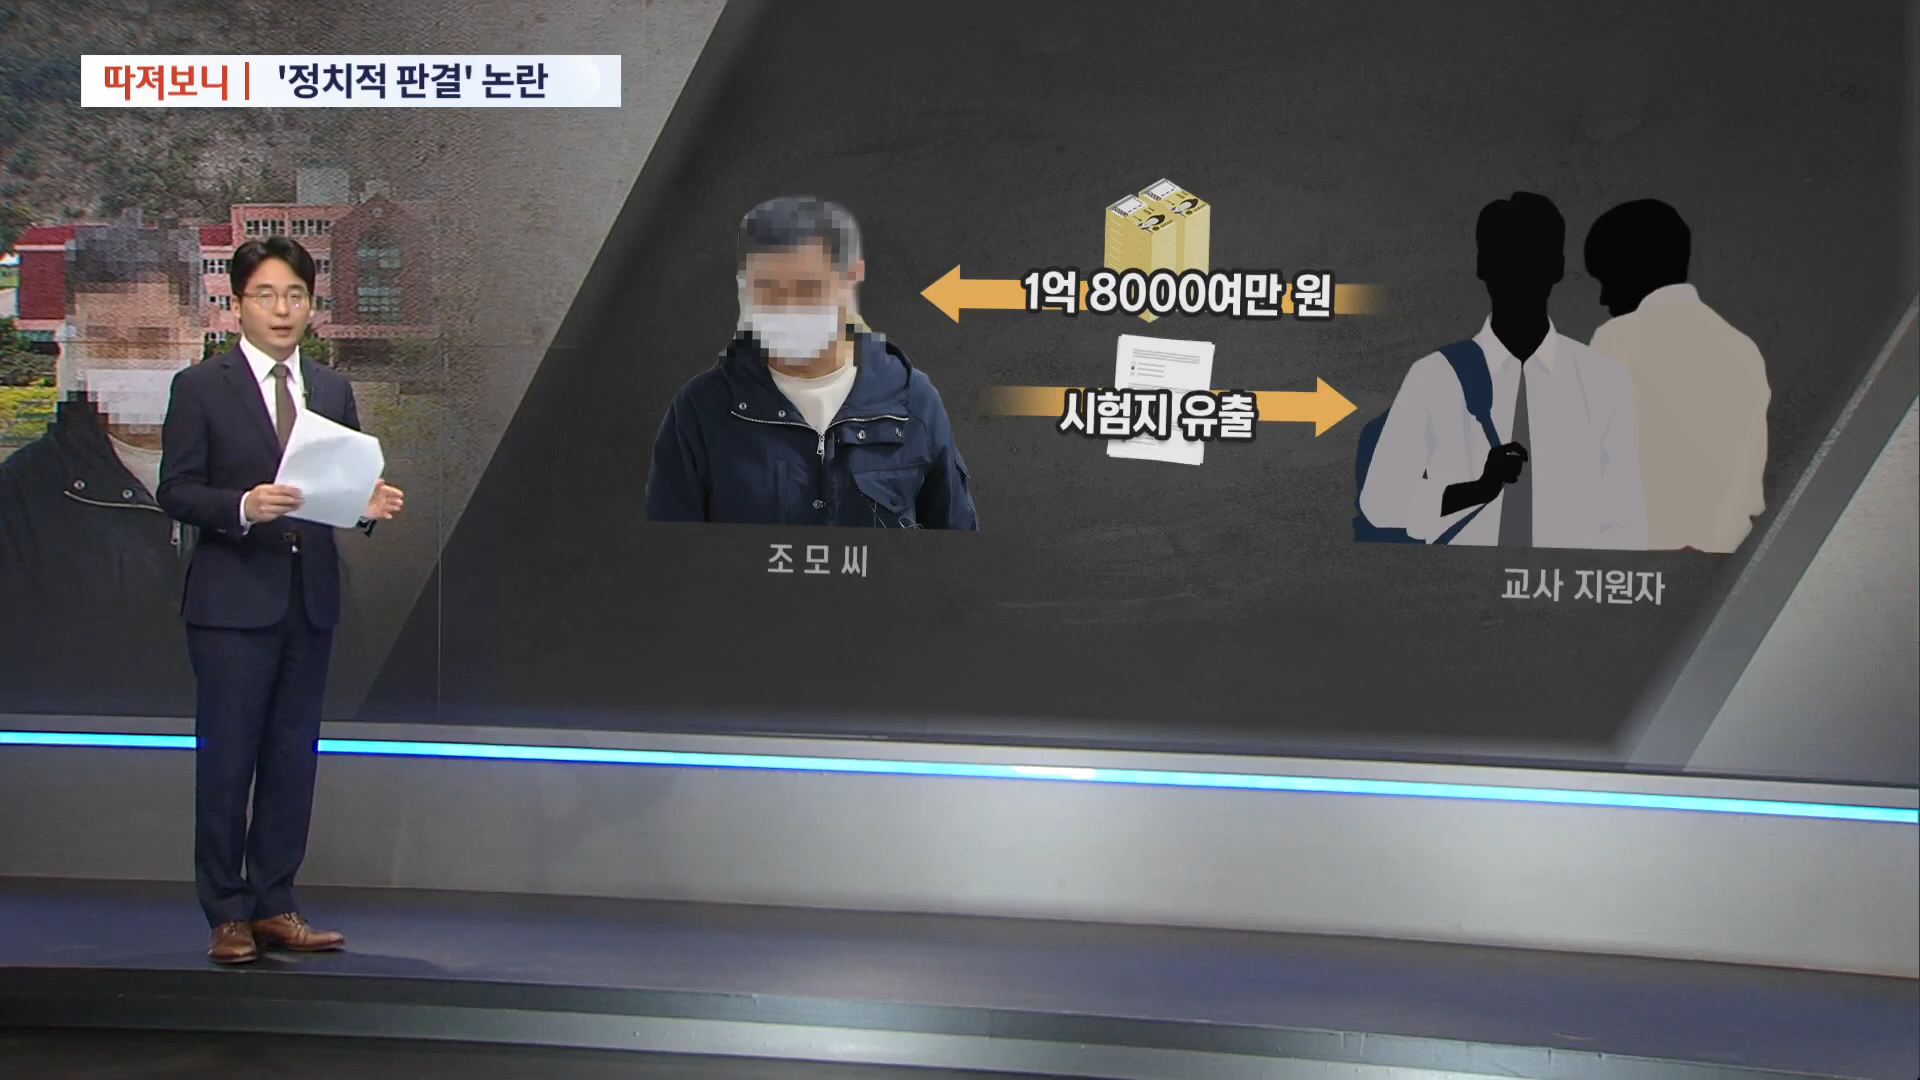 따져보니 '정치적 판결' 논란
1억 8000여만 원
시험지 유출
조 모 씨
교사 지원자